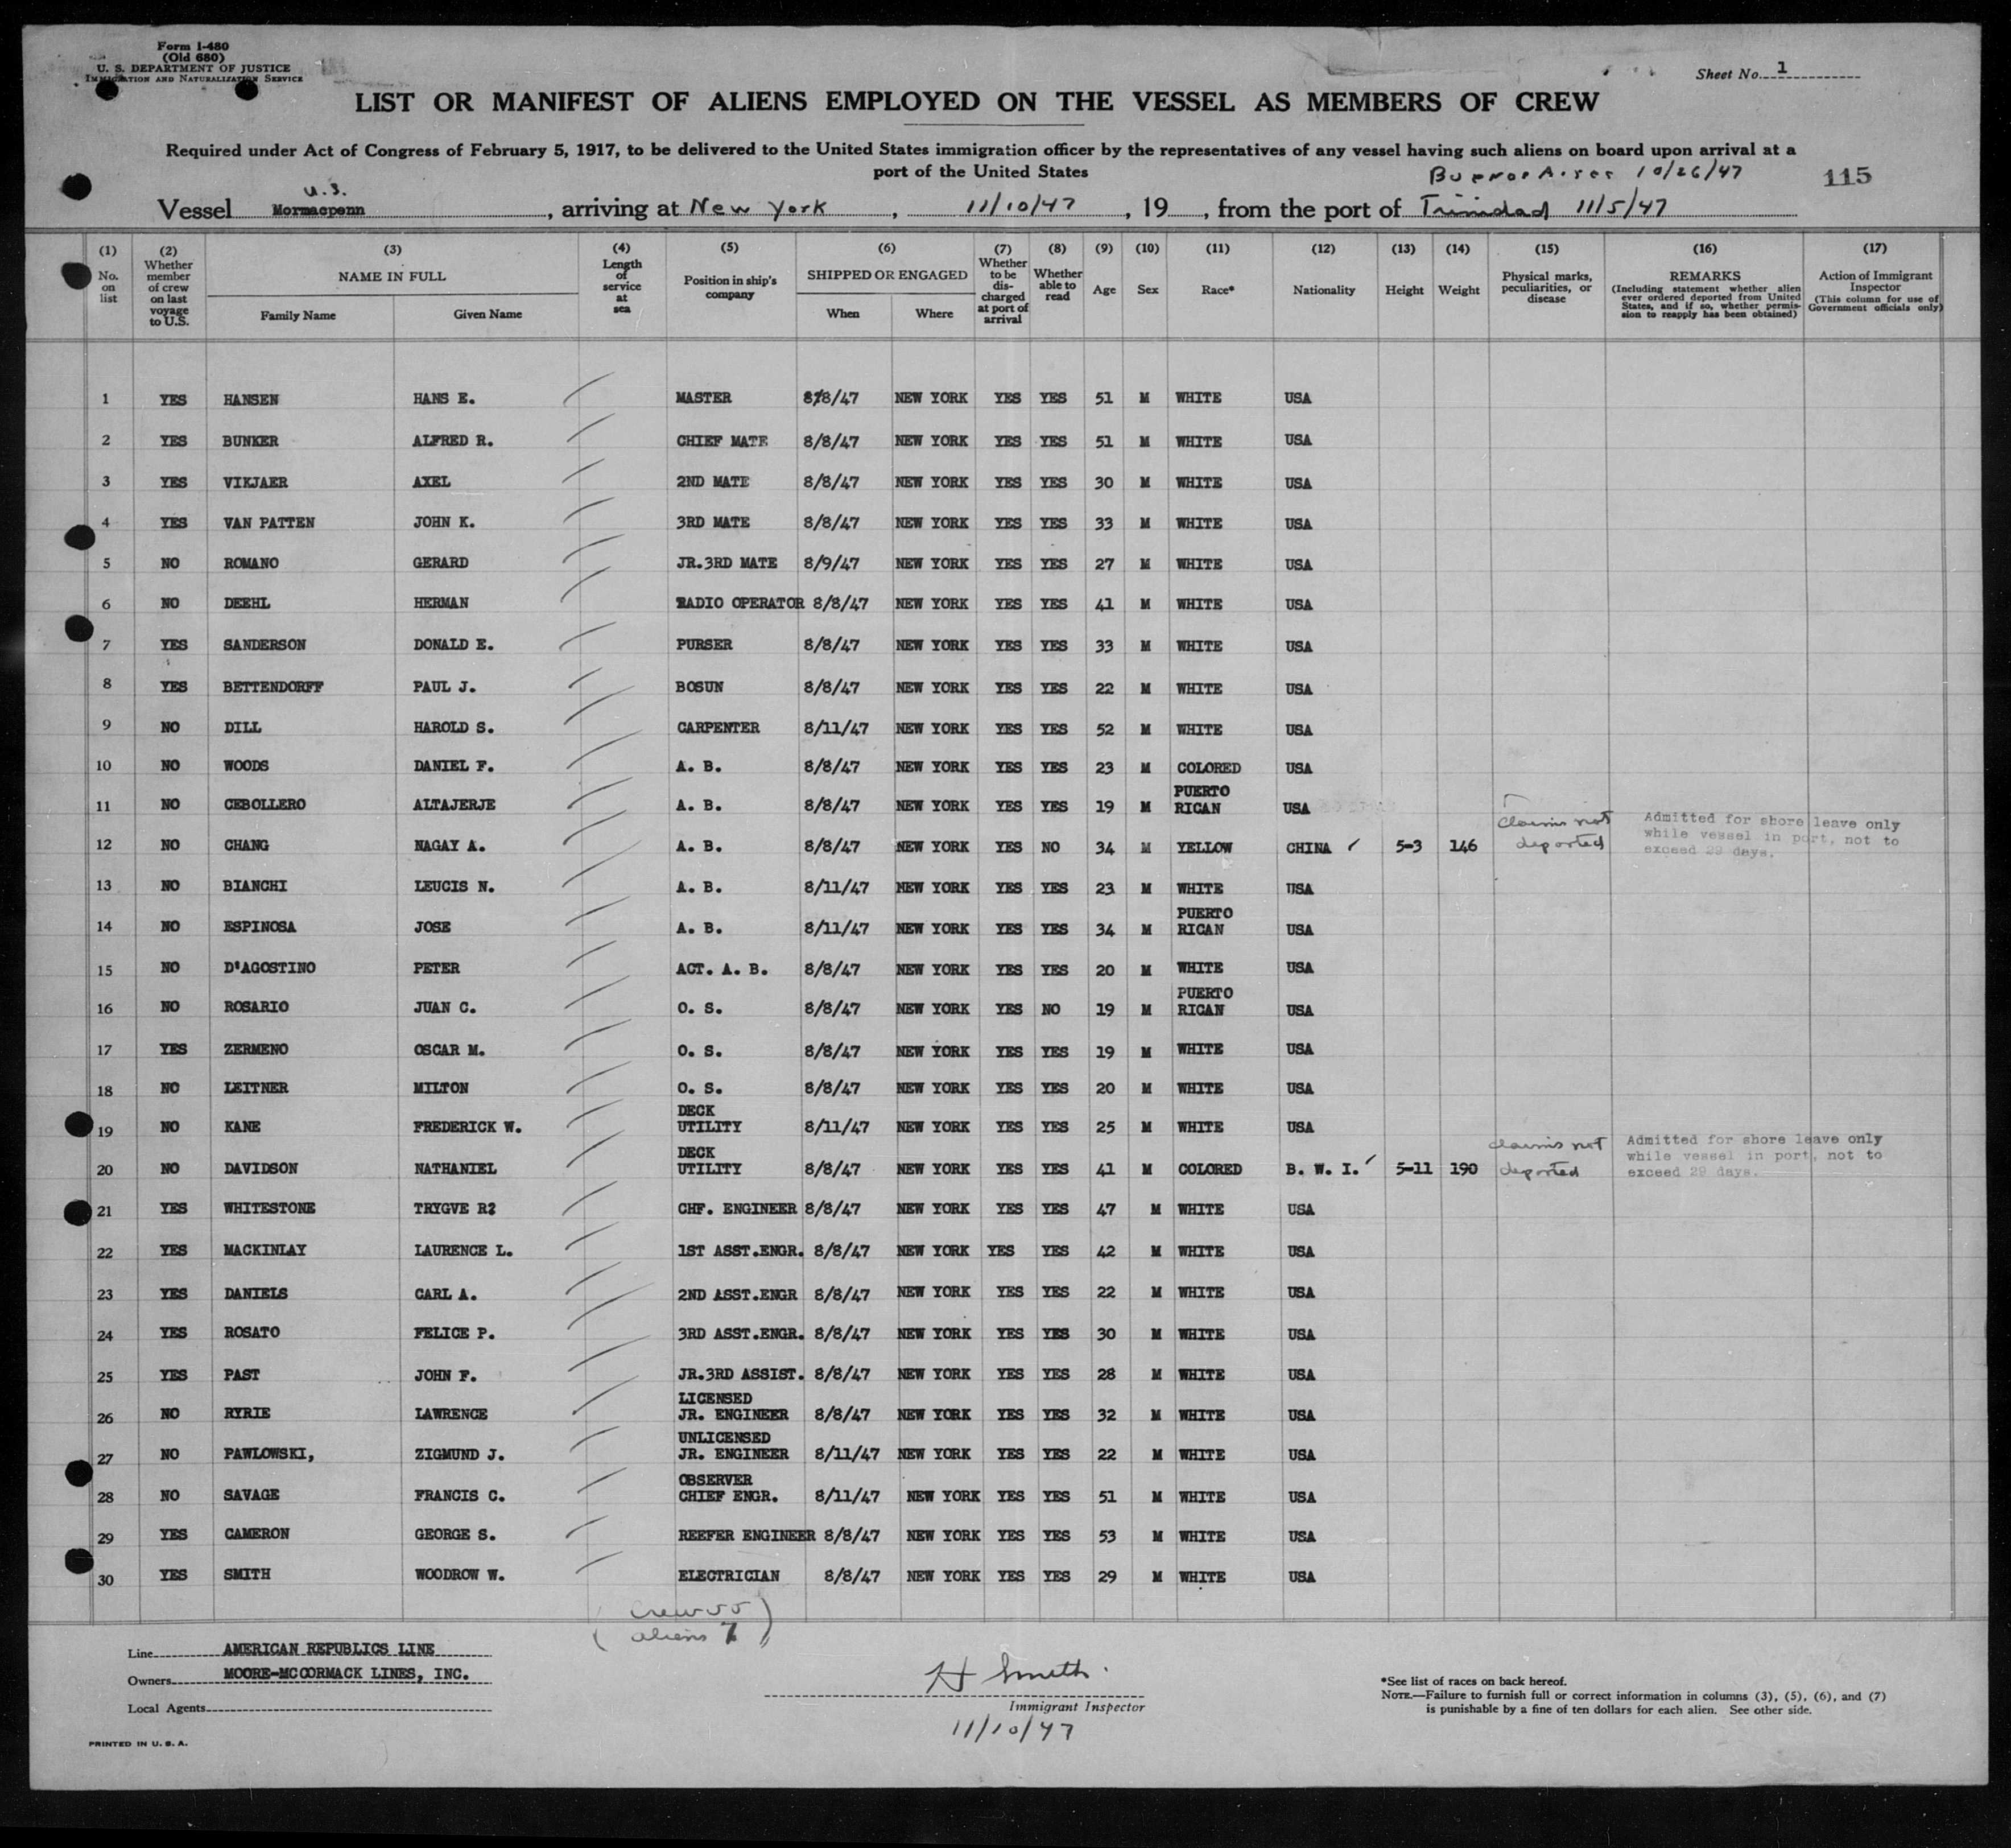 Form I-480
(Old 680)
U. S. DEPARTMENT OF JUSTICE
IMMIGRATION AND NATURALIZATION SERVICE
Sheet No. 1
LIST OR MANIFEST OF ALIENS EMPLOYED ON THE VESSEL AS MEMBERS OF CREW
Required under Act of Congress of February 5, 1917, to be delivered to the United States immigration officer by the representatives of any vessel having such aliens on board upon arrival at a
port of the United States
Buenos Aires 10/26/47
115
U.S.
Vessel Mormacpenn, arriving at New York, 11/10/47, 19, from the port of Trinidad 11/5/47
(1) No. on list
(2) Whether member of crew on last voyage to U.S.
(3) NAME IN FULL
Family Name Given Name
(4) Length of service at sea
(5) Position in ship's company
(6) SHIPPED OR ENGAGED
When Where
(7) Whether to be discharged at port of arrival
(8) Whether able to read
(9) Age
(10) Sex
(11) Race*
(12) Nationality
(13) Height
(14) Weight
(15) Physical marks, peculiarities, or disease
(16) REMARKS (Including statement whether alien ever ordered deported from United States, and if so, whether permission to reapply has been obtained)
(17) Action of Immigrant Inspector (This column for use of Government officials only)
1 YES HANSEN HANS E. MASTER 8/8/47 NEW YORK YES YES 51 M WHITE USA
2 YES BUNKER ALFRED R. CHIEF MATE 8/8/47 NEW YORK YES YES 51 M WHITE USA
3 YES VIKJAER AXEL 2ND MATE 8/8/47 NEW YORK YES YES 30 M WHITE USA
4 YES VAN PATTEN JOHN K. 3RD MATE 8/8/47 NEW YORK YES YES 33 M WHITE USA
5 NO ROMANO GERARD JR.3RD MATE 8/9/47 NEW YORK YES YES 27 M WHITE USA
6 NO DEEHL HERMAN RADIO OPERATOR 8/8/47 NEW YORK YES YES 41 M WHITE USA
7 YES SANDERSON DONALD E. PURSER 8/8/47 NEW YORK YES YES 33 M WHITE USA
8 YES BETTENDORFF PAUL J. BOSUN 8/8/47 NEW YORK YES YES 22 M WHITE USA
9 NO DILL HAROLD S. CARPENTER 8/11/47 NEW YORK YES YES 52 M WHITE USA
10 NO WOODS DANIEL F. A. B. 8/8/47 NEW YORK YES YES 23 M COLORED USA
11 NO CEBOLLERO ALTAJERJE A. B. 8/8/47 NEW YORK YES YES 19 M PUERTO RICAN USA
12 NO CHANG NAGAY A. A. B. 8/8/47 NEW YORK YES NO 34 M YELLOW CHINA 5-3 146 claims not deported Admitted for shore leave only while vessel in port, not to exceed 29 days.
13 NO BIANCHI LEUCIS N. A. B. 8/11/47 NEW YORK YES YES 23 M WHITE USA
14 NO ESPINOSA JOSE A. B. 8/11/47 NEW YORK YES YES 34 M PUERTO RICAN USA
15 NO D'AGOSTINO PETER ACT. A. B. 8/8/47 NEW YORK YES YES 20 M WHITE USA
16 NO ROSARIO JUAN C. O. S. 8/8/47 NEW YORK YES NO 19 M PUERTO RICAN USA
17 YES ZERMENO OSCAR M. O. S. 8/8/47 NEW YORK YES YES 19 M WHITE USA
18 NO LEITNER MILTON O. S. 8/8/47 NEW YORK YES YES 20 M WHITE USA
19 NO KANE FREDERICK W. DECK UTILITY 8/11/47 NEW YORK YES YES 25 M WHITE USA
20 NO DAVIDSON NATHANIEL DECK UTILITY 8/8/47 NEW YORK YES YES 41 M COLORED B. W. I. 5-11 190 claims not deported Admitted for shore leave only while vessel in port, not to exceed 29 days.
21 YES WHITESTONE TRYGVE R? CHF. ENGINEER 8/8/47 NEW YORK YES YES 47 M WHITE USA
22 YES MACKINLAY LAURENCE L. 1ST ASST.ENGR. 8/8/47 NEW YORK YES YES 42 M WHITE USA
23 YES DANIELS CARL A. 2ND ASST.ENGR 8/8/47 NEW YORK YES YES 22 M WHITE USA
24 YES ROSATO FELICE P. 3RD ASST.ENGR. 8/8/47 NEW YORK YES YES 30 M WHITE USA
25 YES PAST JOHN F. JR.3RD ASSIST. 8/8/47 NEW YORK YES YES 28 M WHITE USA
26 NO RYRIE LAWRENCE LICENSED JR. ENGINEER 8/8/47 NEW YORK YES YES 32 M WHITE USA
27 NO PAWLOWSKI, ZIGMUND J. UNLICENSED JR. ENGINEER 8/11/47 NEW YORK YES YES 22 M WHITE USA
28 NO SAVAGE FRANCIS C. OBSERVER CHIEF ENGR. 8/11/47 NEW YORK YES YES 51 M WHITE USA
29 YES CAMERON GEORGE S. REEFER ENGINEER 8/8/47 NEW YORK YES YES 53 M WHITE USA
30 YES SMITH WOODROW W. ELECTRICIAN 8/8/47 NEW YORK YES YES 29 M WHITE USA
(crew 55
aliens 7)
Line AMERICAN REPUBLICS LINE
Owners MOORE-MCCORMACK LINES, INC.
Local Agents
H Smith
Immigrant Inspector
11/10/47
*See list of races on back hereof.
NOTE.—Failure to furnish full or correct information in columns (3), (5), (6), and (7)
is punishable by a fine of ten dollars for each alien. See other side.
PRINTED IN U. S. A.